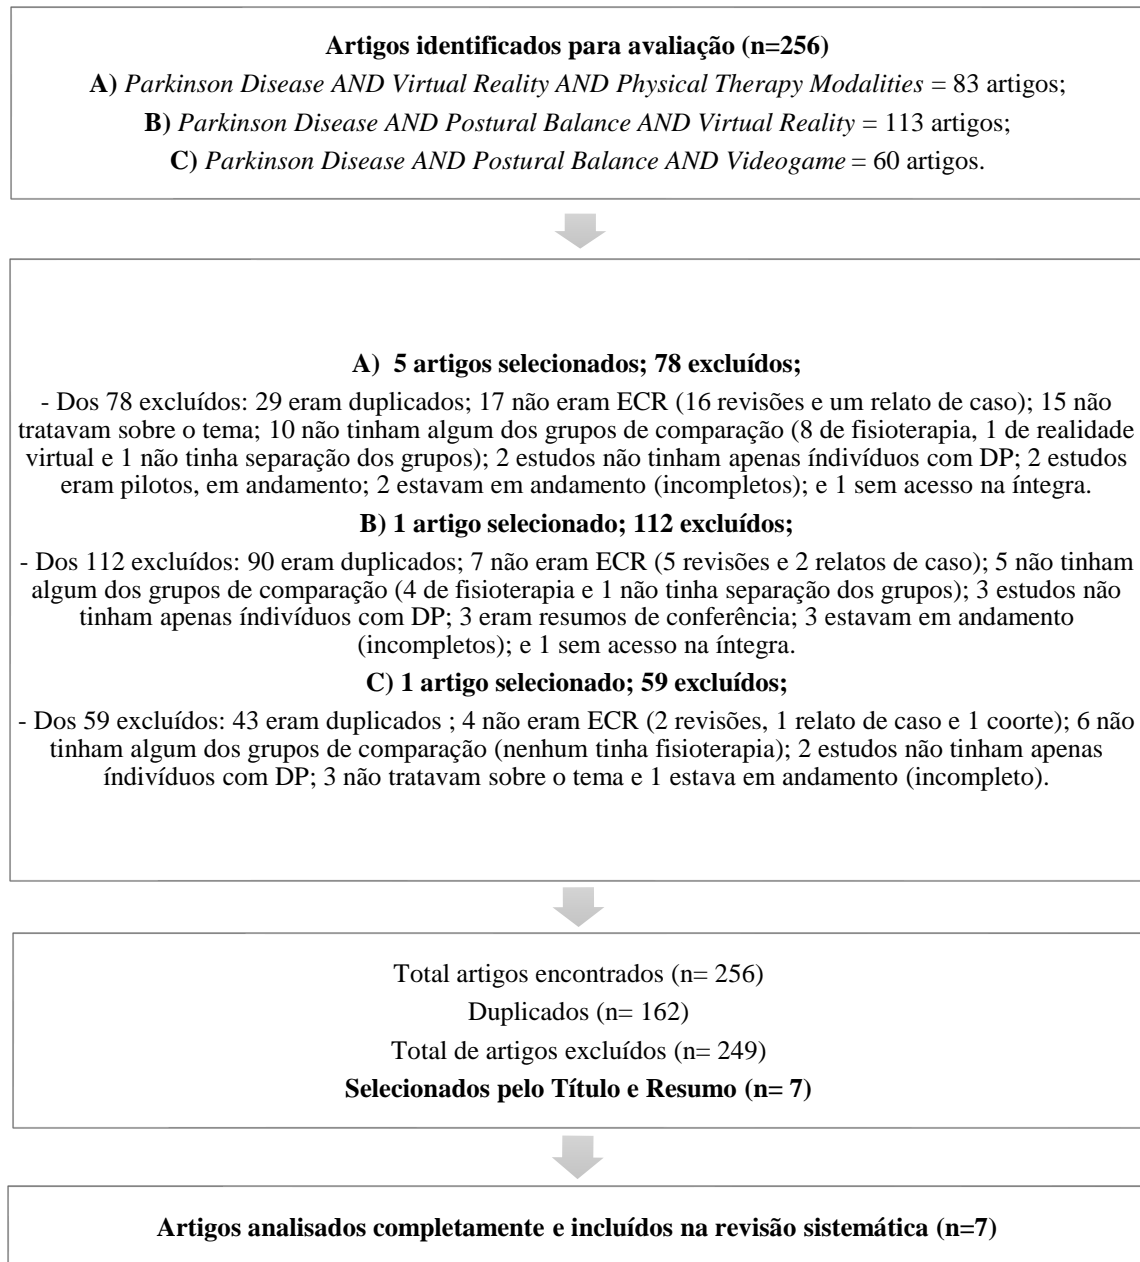 Artigos identificados para avaliação (n=256)
A) Parkinson Disease AND Virtual Reality AND Physical Therapy Modalities = 83 artigos;
B) Parkinson Disease AND Postural Balance AND Virtual Reality = 113 artigos;
C) Parkinson Disease AND Postural Balance AND Videogame = 60 artigos.
A) 5 artigos selecionados; 78 excluídos;
- Dos 78 excluídos: 29 eram duplicados; 17 não eram ECR (16 revisões e um relato de caso); 15 não
tratavam sobre o tema; 10 não tinham algum dos grupos de comparação (8 de fisioterapia, 1 de realidade
virtual e 1 não tinha separação dos grupos); 2 estudos não tinham apenas índivíduos com DP; 2 estudos
eram pilotos, em andamento; 2 estavam em andamento (incompletos); e 1 sem acesso na íntegra.
B) 1 artigo selecionado; 112 excluídos;
- Dos 112 excluídos: 90 eram duplicados; 7 não eram ECR (5 revisões e 2 relatos de caso); 5 não tinham
algum dos grupos de comparação (4 de fisioterapia e 1 não tinha separação dos grupos); 3 estudos não
tinham apenas índivíduos com DP; 3 eram resumos de conferência; 3 estavam em andamento
(incompletos); e 1 sem acesso na íntegra.
C) 1 artigo selecionado; 59 excluídos;
- Dos 59 excluídos: 43 eram duplicados ; 4 não eram ECR (2 revisões, 1 relato de caso e 1 coorte); 6 não
tinham algum dos grupos de comparação (nenhum tinha fisioterapia); 2 estudos não tinham apenas
índivíduos com DP; 3 não tratavam sobre o tema e 1 estava em andamento (incompleto).
Total artigos encontrados (n= 256)
Duplicados (n= 162)
Total de artigos excluídos (n= 249)
Selecionados pelo Título e Resumo (n= 7)
Artigos analisados completamente e incluídos na revisão sistemática (n=7)